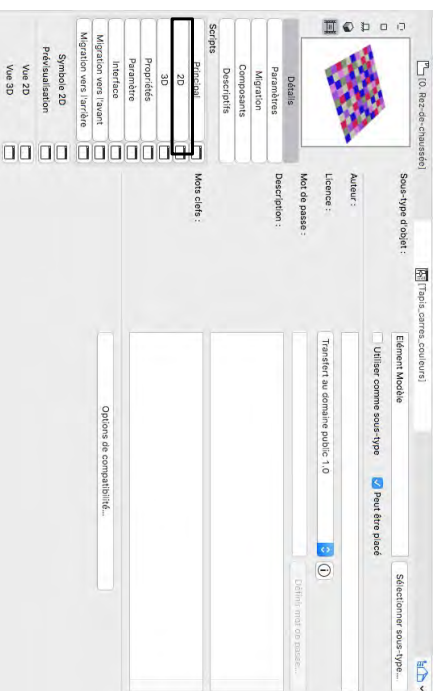 [0. Rez-de-chaussée]
[Tapis_carres_couleurs]
Détails
Paramètres
Migration
Composants
Descriptifs
Scripts
Principal
2D
3D
Propriétés
Paramètre
Interface
Migration vers l'avant
Migration vers l'arrière
Symbole 2D
Prévisualisation
Vue 2D
Vue 3D
Sous-type d'objet :
Elément Modèle
Sélectionner sous-type...
Utiliser comme sous-type
Peut être placé
Auteur :
Licence :
Transfert au domaine public 1.0
Mot de passe :
Définir mot de passe...
Description :
Mots clefs :
Options de compatibilité...